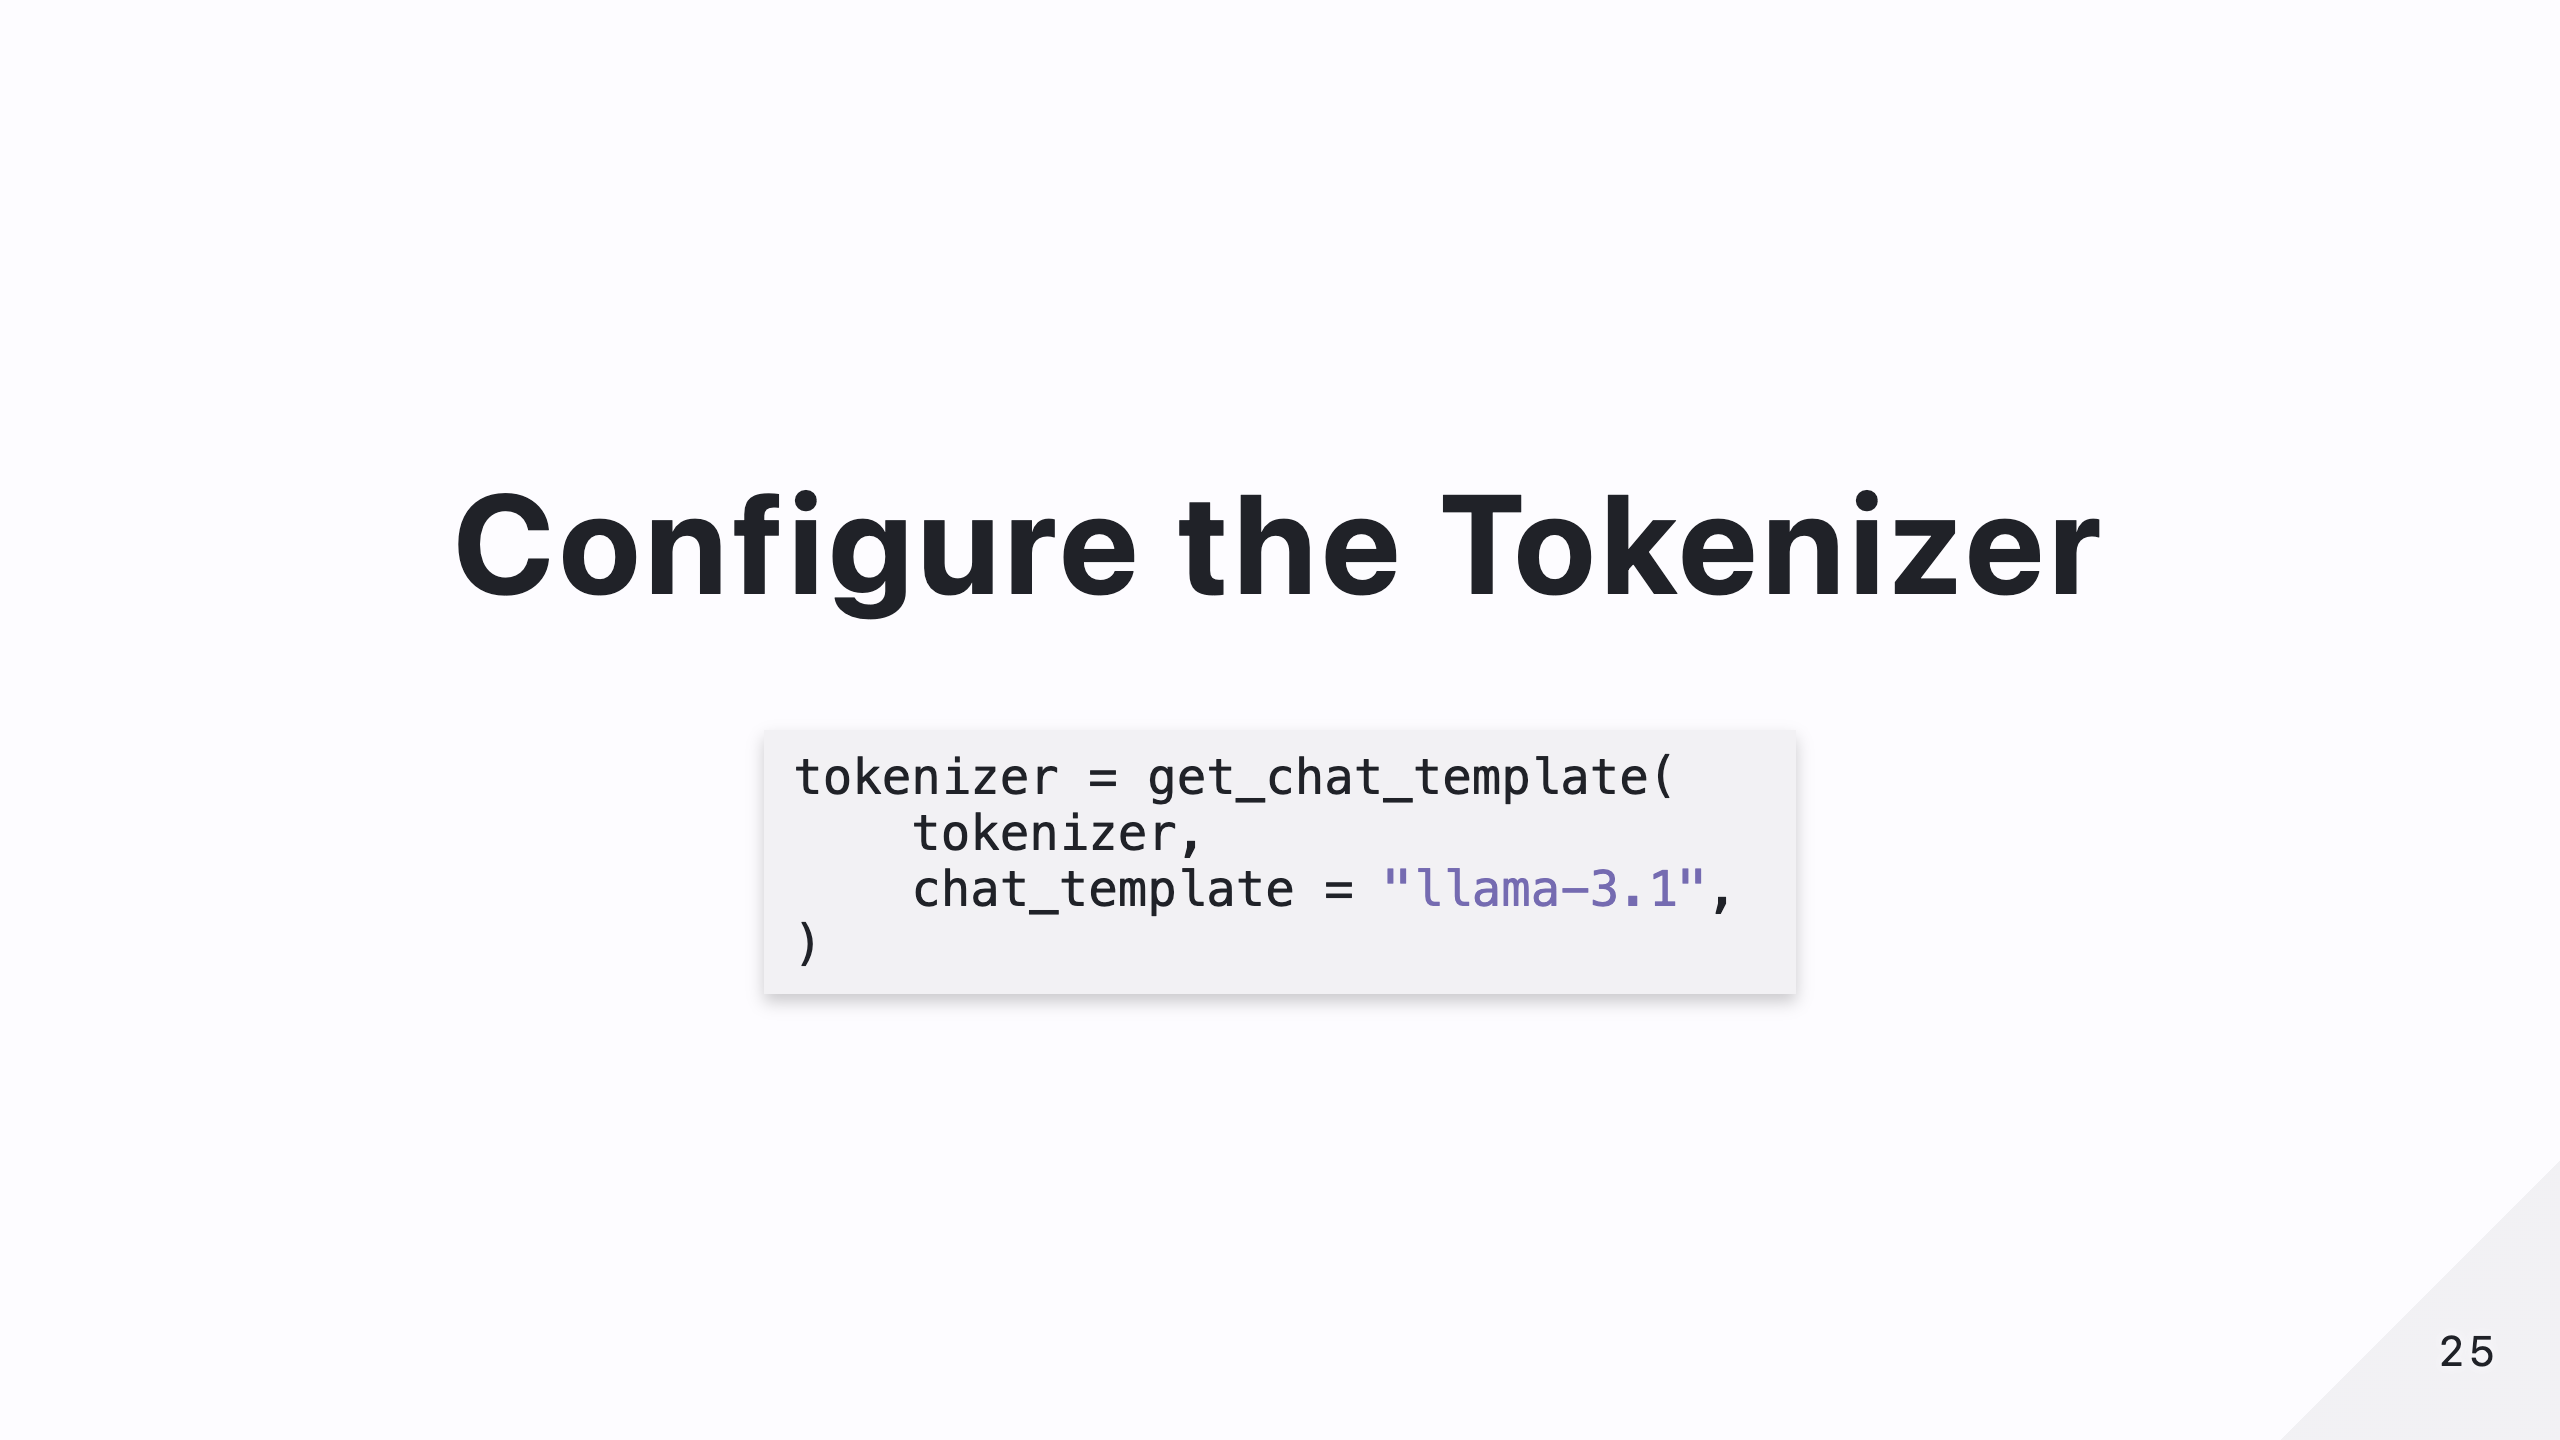 Configure the Tokenizer
tokenizer = get_chat_template(
    tokenizer,
    chat_template = "llama-3.1",
)
25